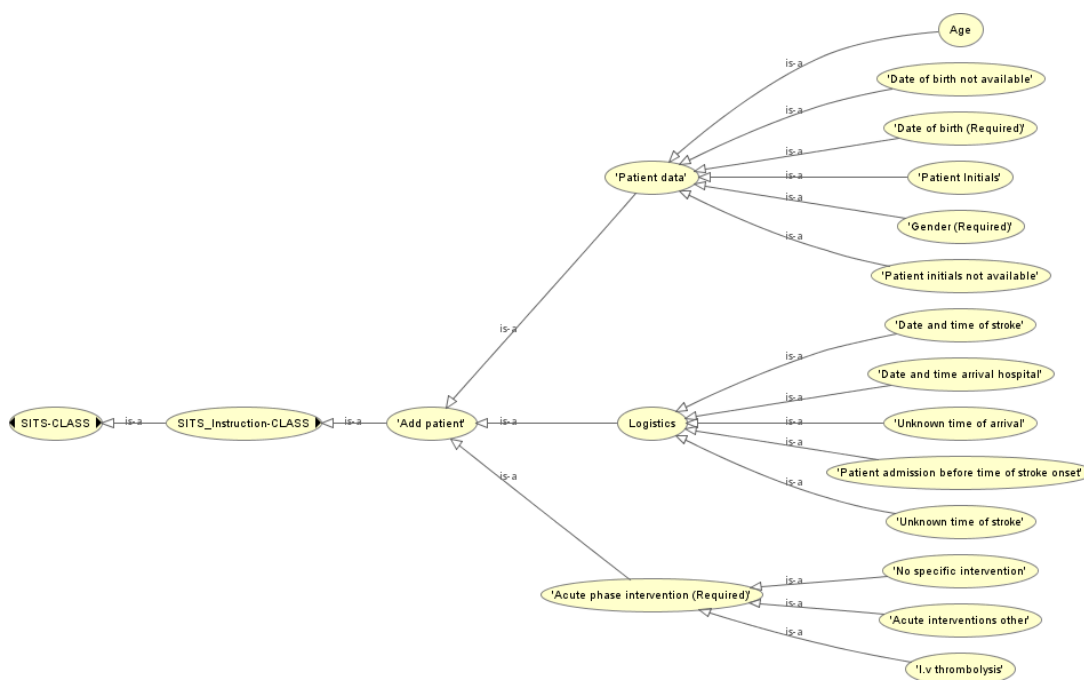 Age
is-a
'Date of birth not available'
is-a
'Date of birth (Required)'
is-a
'Patient data'
is-a
'Patient Initials'
is-a
'Gender (Required)'
is-a
'Patient initials not available'
is-a
'Date and time of stroke'
is-a
is-a
'Date and time arrival hospital'
is-a
SITS-CLASS
is-a
SITS_Instruction-CLASS
is-a
'Add patient'
is-a
Logistics
is-a
'Unknown time of arrival'
is-a
'Patient admission before time of stroke onset'
is-a
is-a
'Unknown time of stroke'
'No specific intervention'
is-a
'Acute phase intervention (Required)'
is-a
'Acute interventions other'
is-a
'I.v thrombolysis'